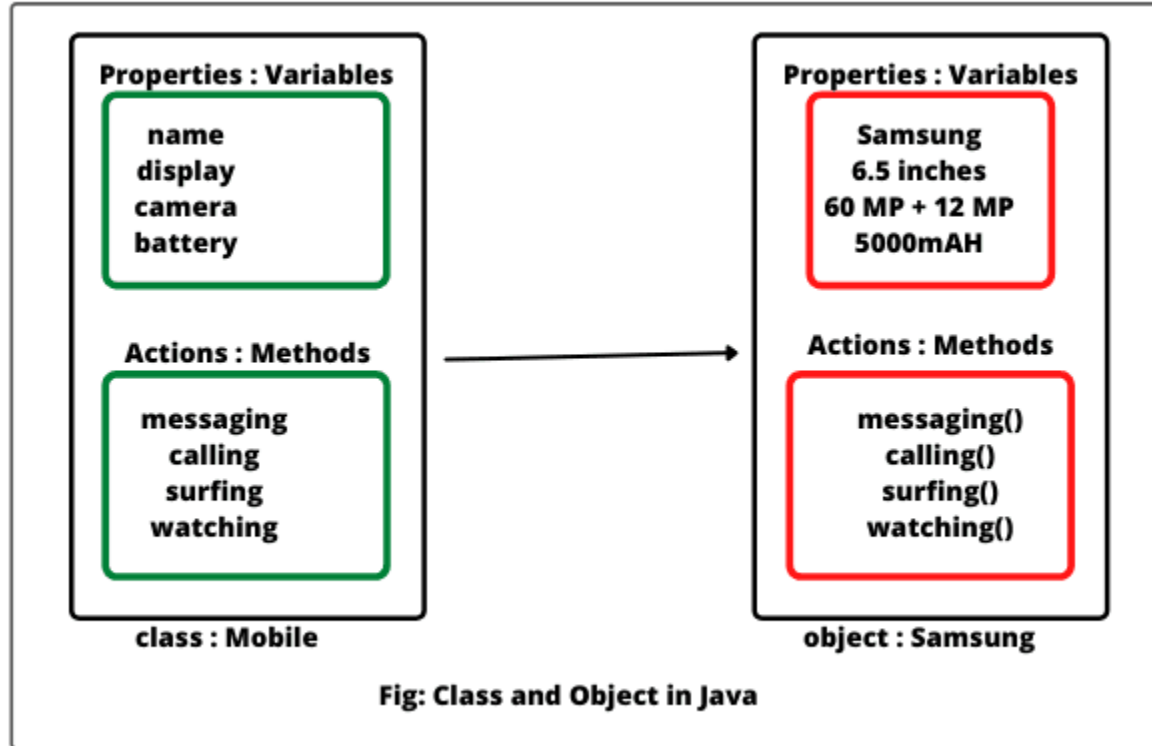 Properties : Variables
name
display
camera
battery
Actions : Methods
messaging
calling
surfing
watching
class : Mobile
Properties : Variables
Samsung
6.5 inches
60 MP + 12 MP
5000mAH
Actions : Methods
messaging()
calling()
surfing()
watching()
object : Samsung
Fig: Class and Object in Java